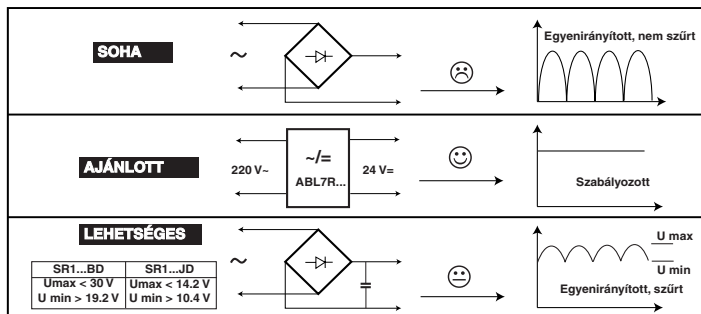 SOHA
~
Egyenirányított, nem szűrt
AJÁNLOTT
220 V~
~/=
ABL7R...
24 V=
Szabályozott
LEHETSÉGES
SR1...BD SR1...JD
Umax < 30 V Umax < 14.2 V
U min > 19.2 V U min > 10.4 V
~
U max
U min
Egyenirányított, szűrt